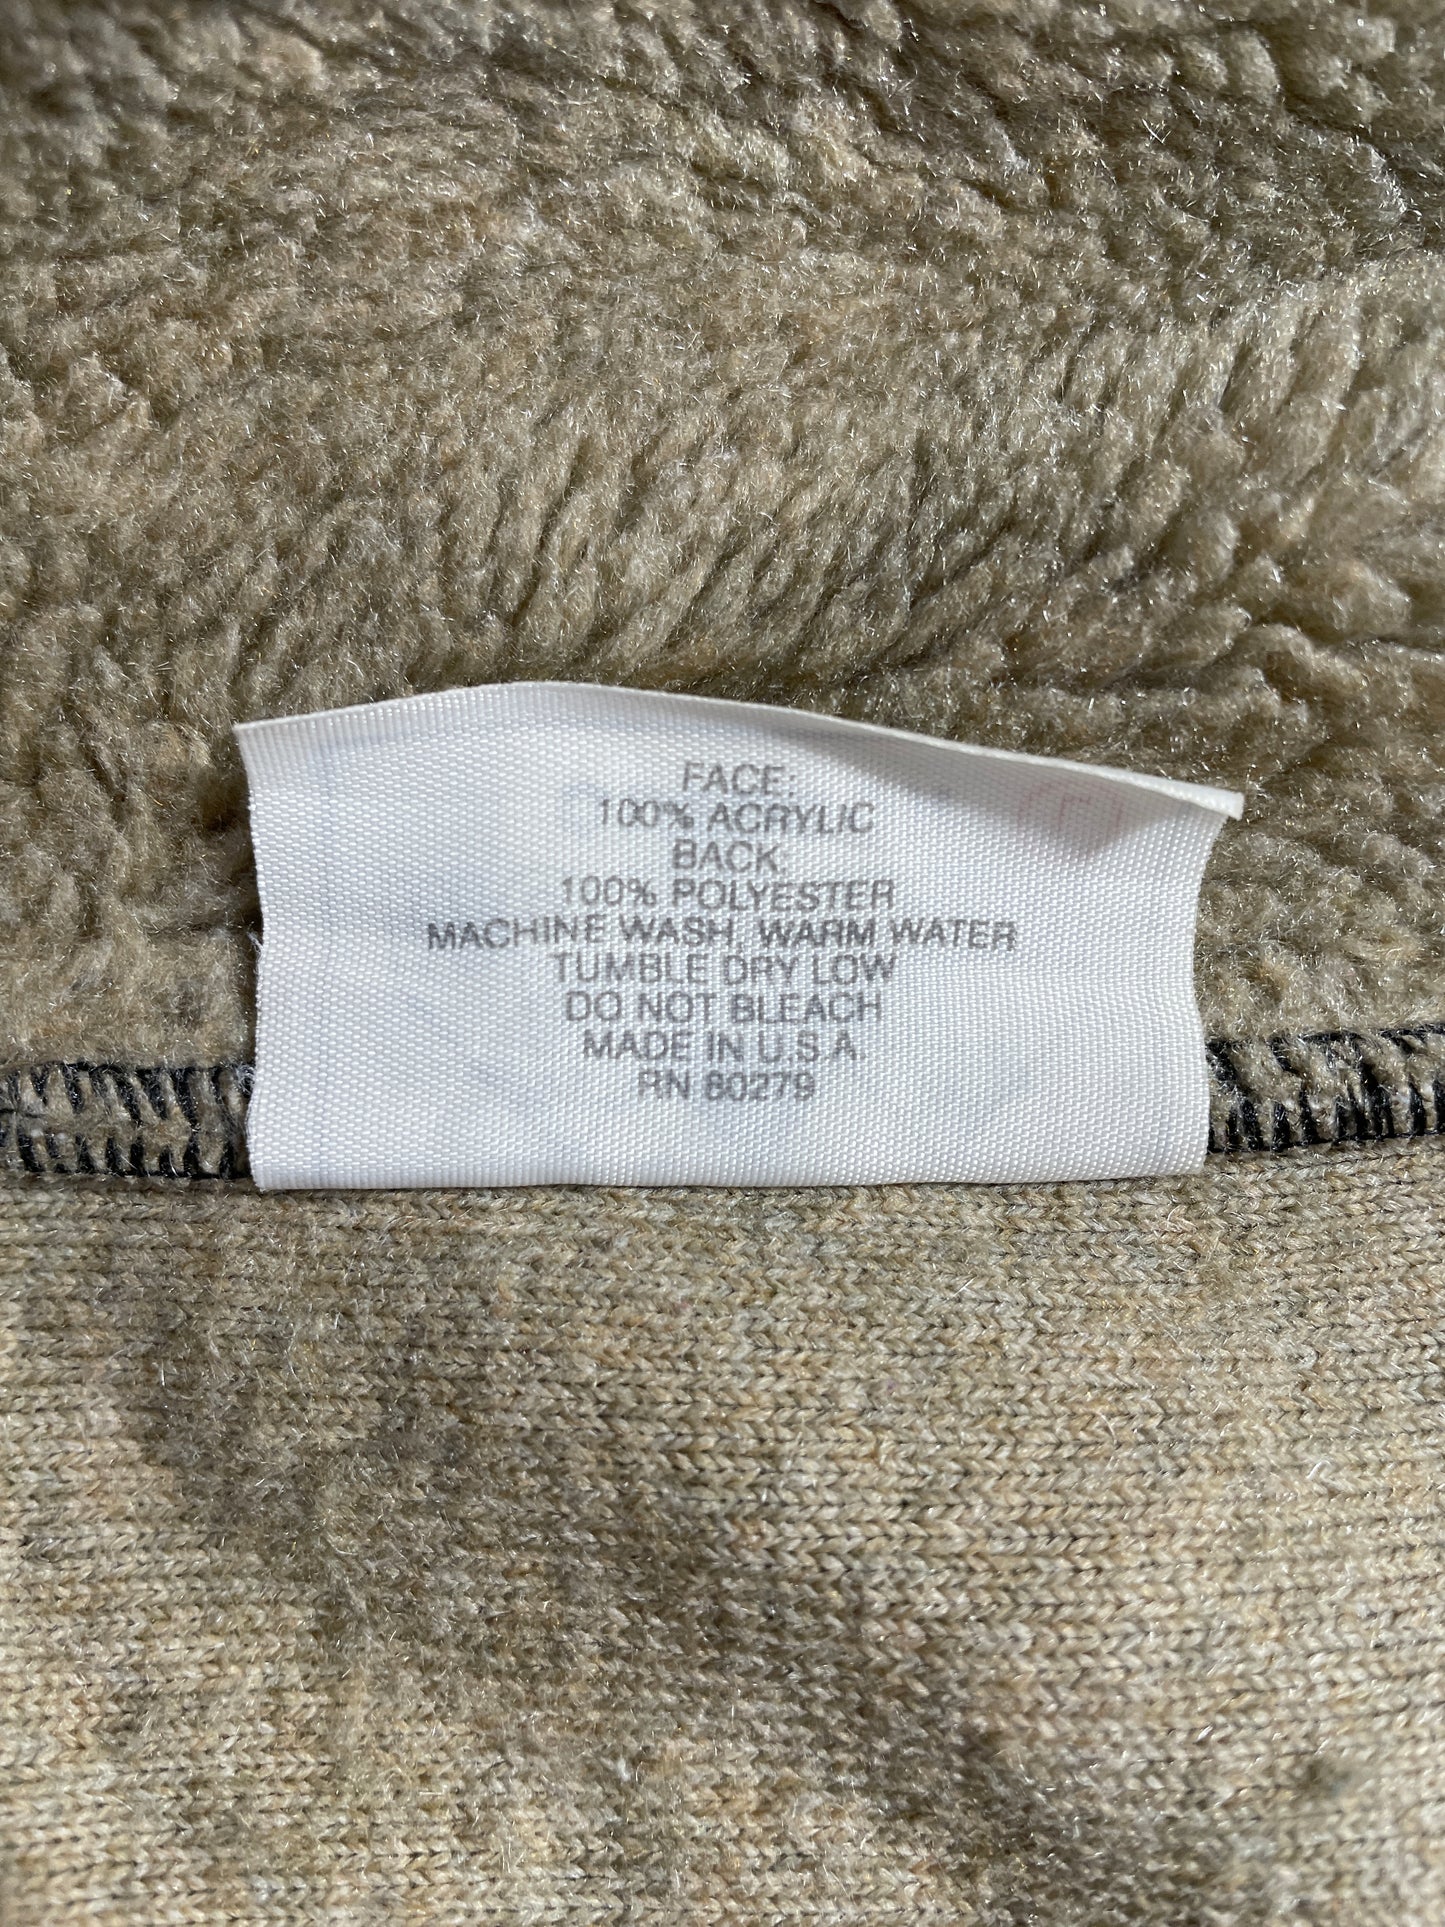 FACE:
100% ACRYLIC
BACK:
100% POLYESTER
MACHINE WASH, WARM WATER
TUMBLE DRY LOW
DO NOT BLEACH
MADE IN U.S.A.
RN 80279